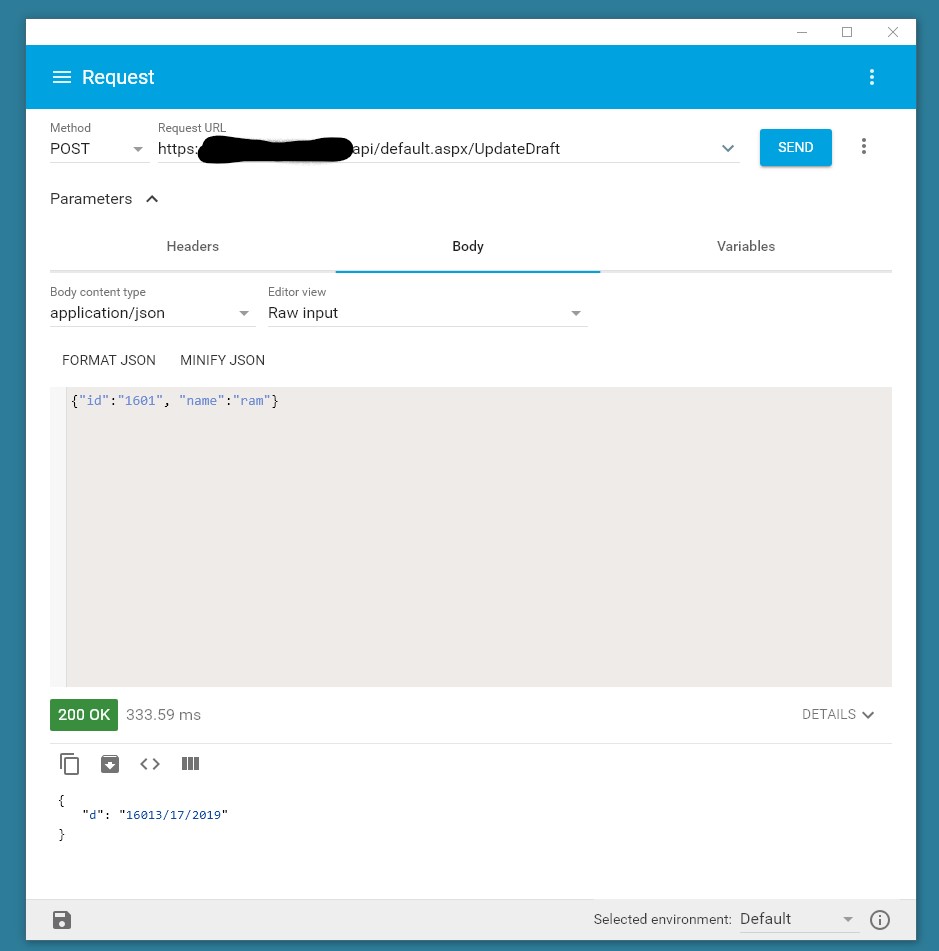 Request
Method
Request URL
POST
https: api/default.aspx/UpdateDraft
SEND
Parameters
Headers
Body
Variables
Body content type
Editor view
application/json
Raw input
FORMAT JSON
MINIFY JSON
{"id":"1601", "name":"ram"}
200 OK
333.59 ms
DETAILS
{
"d": "16013/17/2019"
}
Selected environment:
Default